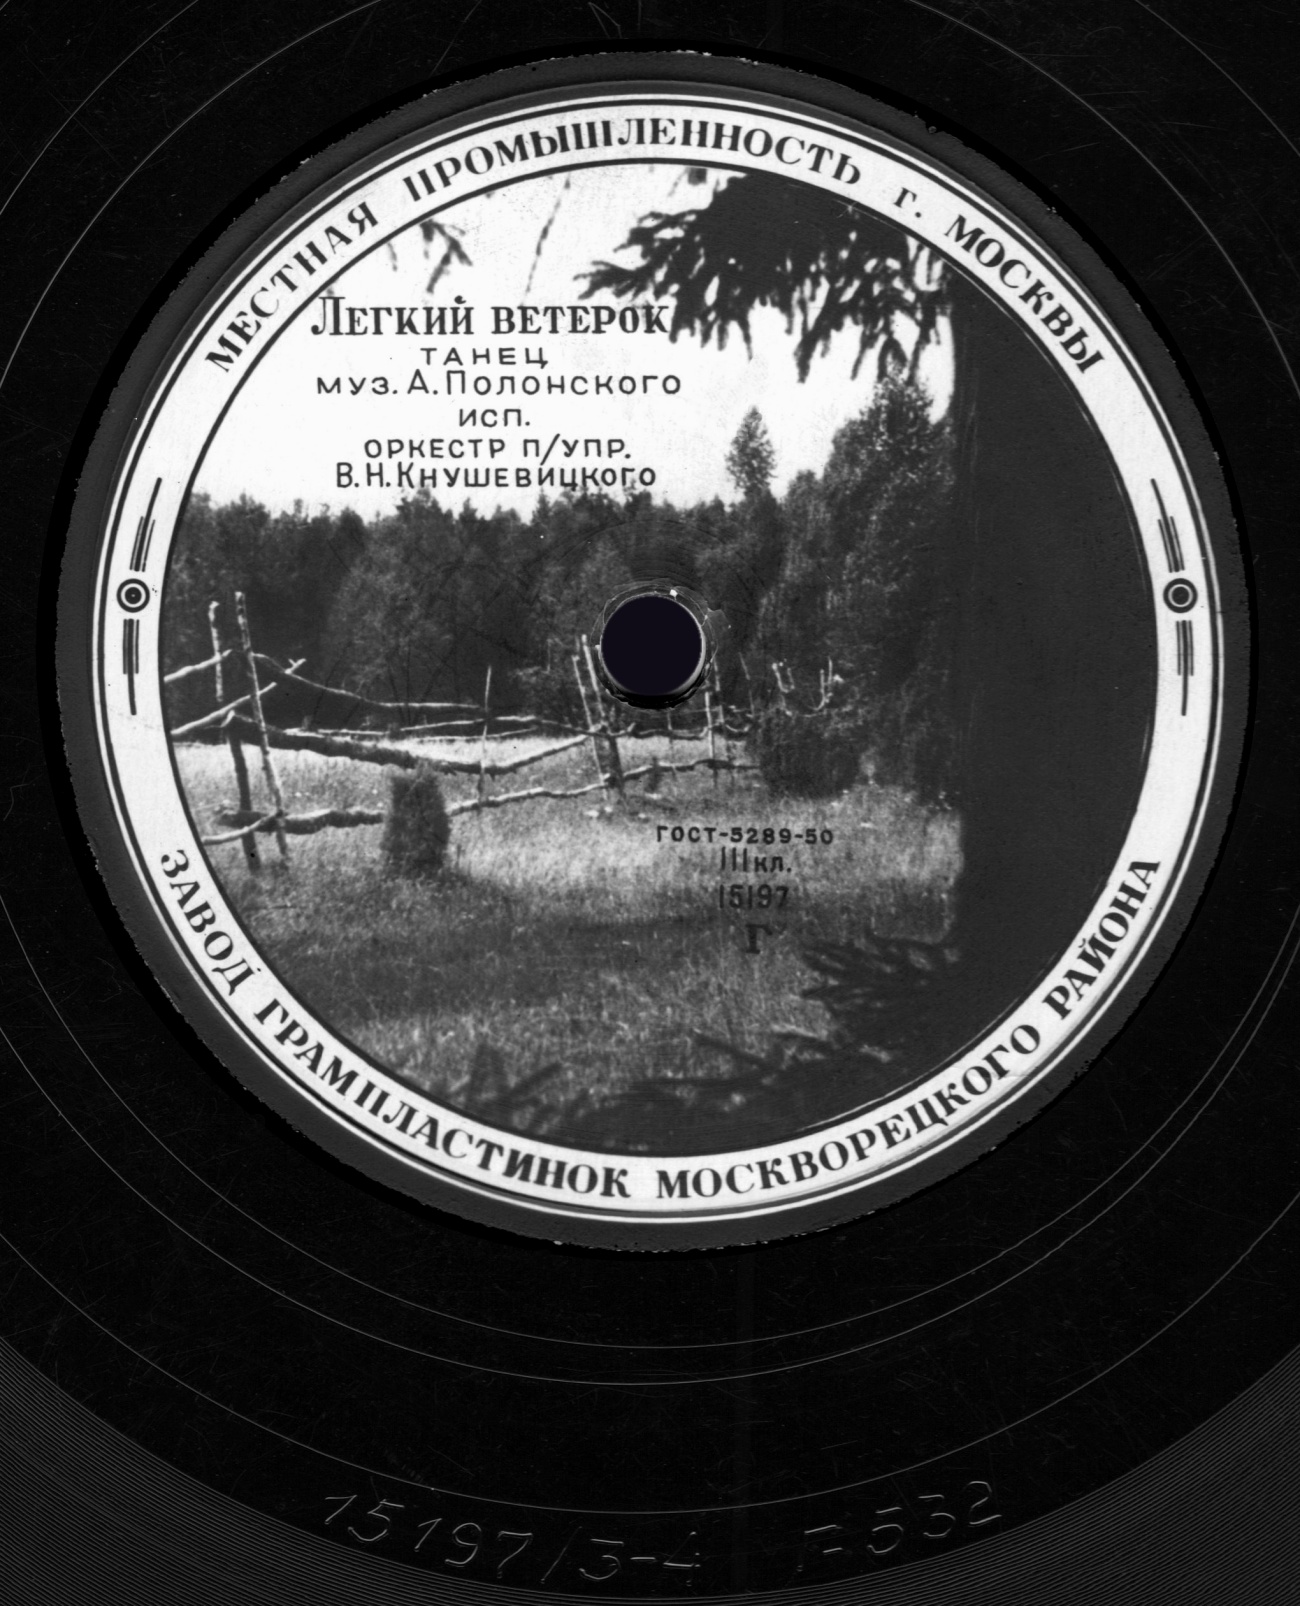 МЕСТНАЯ ПРОМЫШЛЕННОСТЬ г. МОСКВЫ
ЛЕГКИЙ ВЕТЕРОК
ТАНЕЦ
МУЗ. А. ПОЛОНСКОГО
ИСП.
ОРКЕСТР П/УПР.
В.Н.КНУШЕВИЦКОГО
ГОСТ-5289-50
III кл.
15197
Г
ЗАВОД ГРАМПЛАСТИНОК МОСКВОРЕЦКОГО РАЙОНА
15197/3-4 F-532